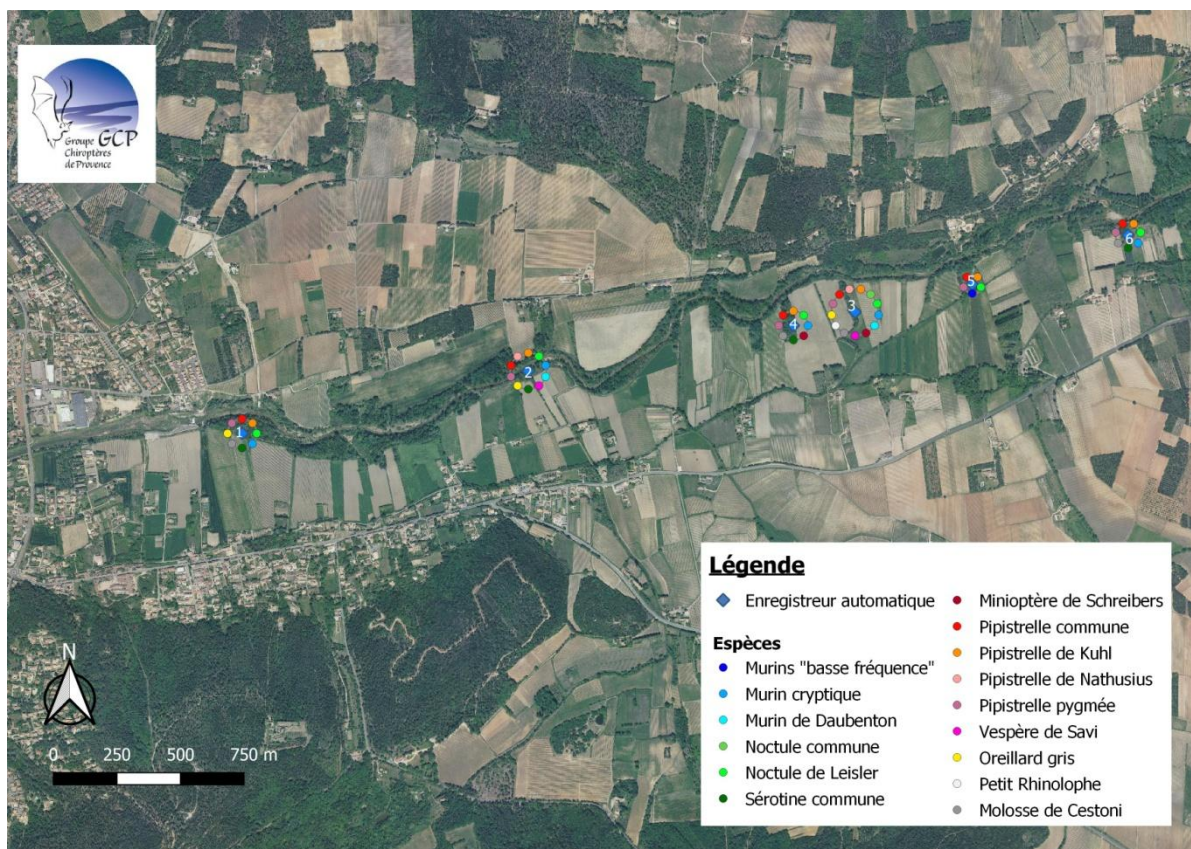 Groupe GCP
Chiroptères
de Provence
6
5
3
4
2
1
N
0 250 500 750 m
Légende
Enregistreur automatique
Espèces
Murins "basse fréquence"
Murin cryptique
Murin de Daubenton
Noctule commune
Noctule de Leisler
Sérotine commune
Minioptère de Schreibers
Pipistrelle commune
Pipistrelle de Kuhl
Pipistrelle de Nathusius
Pipistrelle pygmée
Vespère de Savi
Oreillard gris
Petit Rhinolophe
Molosse de Cestoni